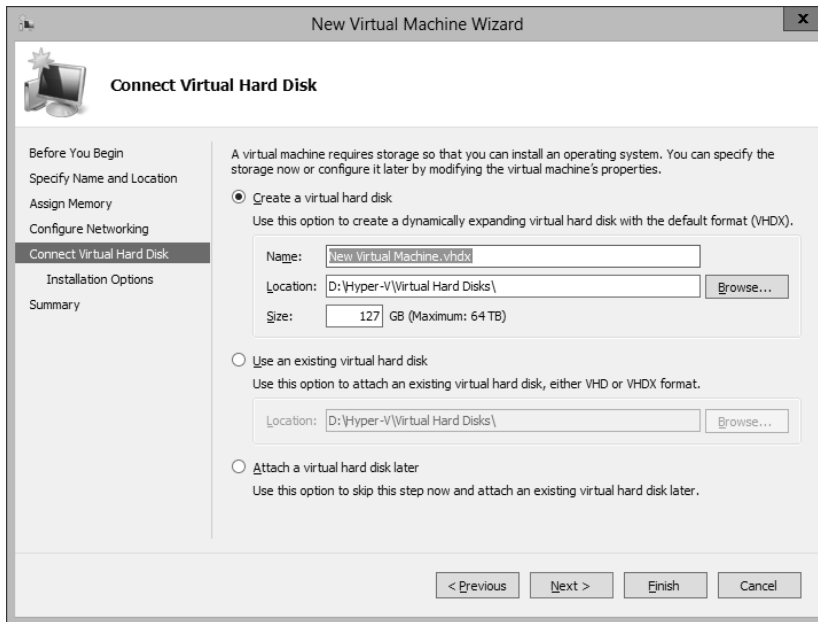 New Virtual Machine Wizard
x
Connect Virtual Hard Disk
Before You Begin
Specify Name and Location
Assign Memory
Configure Networking
Connect Virtual Hard Disk
Installation Options
Summary
A virtual machine requires storage so that you can install an operating system. You can specify the
storage now or configure it later by modifying the virtual machine's properties.
Create a virtual hard disk
Use this option to create a dynamically expanding virtual hard disk with the default format (VHDX).
Name: New Virtual Machine.vhdx
Location: D:\Hyper-V\Virtual Hard Disks\ Browse...
Size: 127 GB (Maximum: 64 TB)
Use an existing virtual hard disk
Use this option to attach an existing virtual hard disk, either VHD or VHDX format.
Location: D:\Hyper-V\Virtual Hard Disks\ Browse...
Attach a virtual hard disk later
Use this option to skip this step now and attach an existing virtual hard disk later.
< Previous Next > Finish Cancel